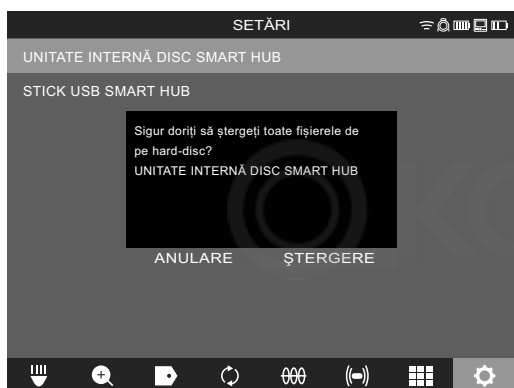 SETĂRI
UNITATE INTERNĂ DISC SMART HUB
STICK USB SMART HUB
Sigur doriți să ștergeți toate fișierele de
pe hard-disc?
UNITATE INTERNĂ DISC SMART HUB
ANULARE ŞTERGERE